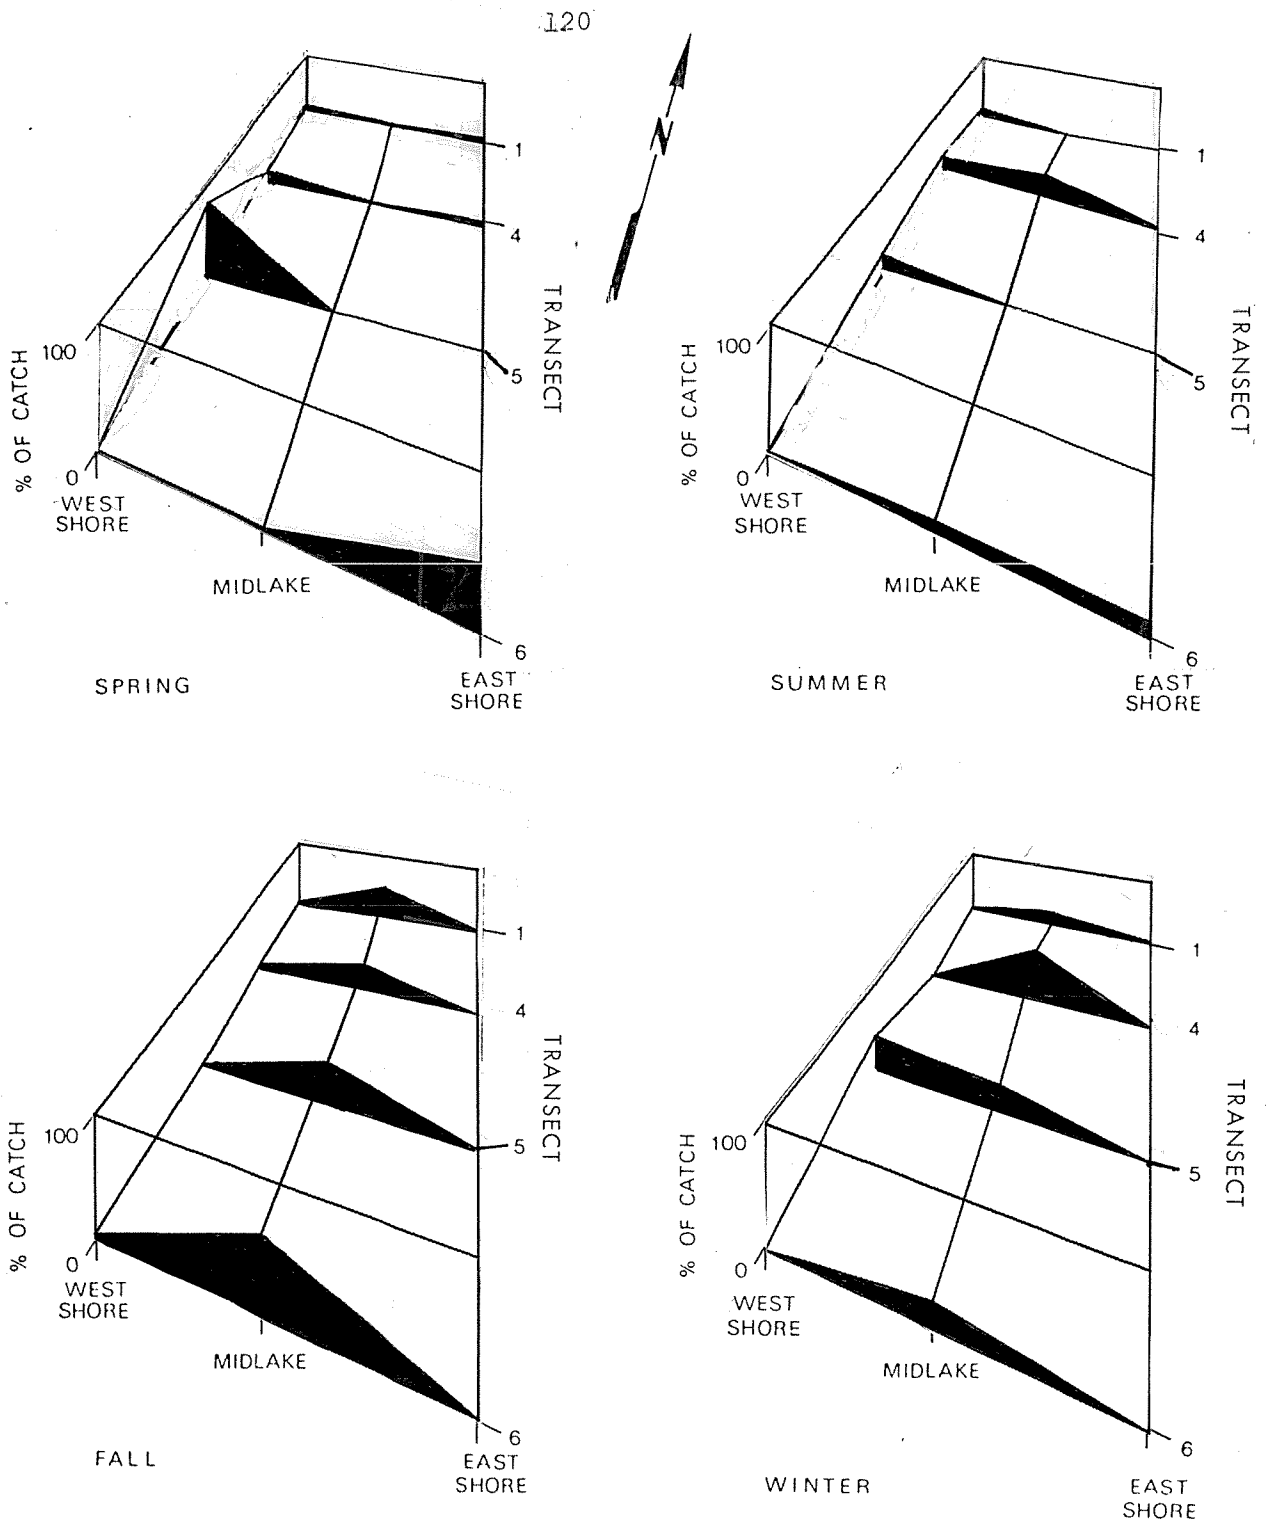 120
N
1
4
5
TRANSECT
100
% OF CATCH
0
WEST
SHORE
MIDLAKE
6
EAST
SHORE
SPRING
1
4
5
TRANSECT
100
% OF CATCH
0
WEST
SHORE
MIDLAKE
6
EAST
SHORE
SUMMER
1
4
5
TRANSECT
100
% OF CATCH
0
WEST
SHORE
MIDLAKE
6
EAST
SHORE
FALL
1
4
5
TRANSECT
100
% OF CATCH
0
WEST
SHORE
MIDLAKE
6
EAST
SHORE
WINTER